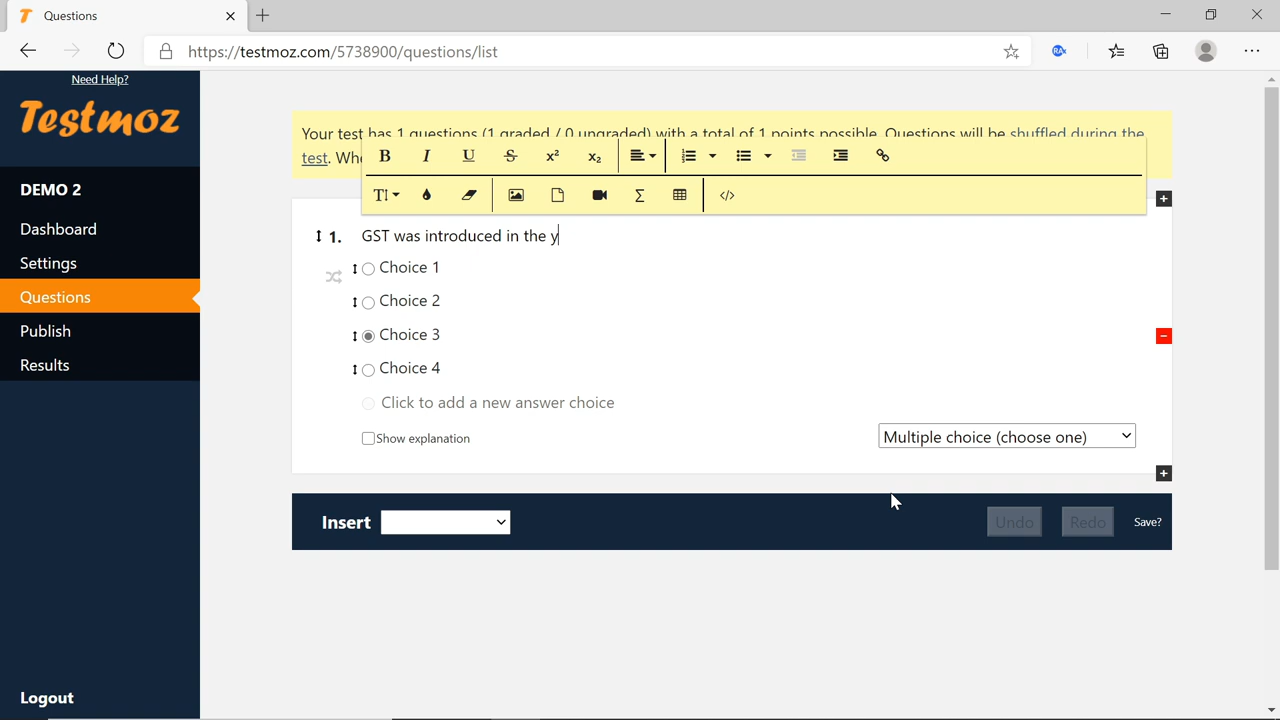 Questions
https://testmoz.com/5738900/questions/list
Need Help?
Testmoz
DEMO 2
Dashboard
Settings
Questions
Publish
Results
Logout
Your test has 1 questions (1 graded / 0 ungraded) with a total of 1 points possible. Questions will be shuffled during the
test. Whe
B I U S x² x₂
T
Σ
</>
1. GST was introduced in the y
Choice 1
Choice 2
Choice 3
Choice 4
Click to add a new answer choice
Show explanation
Multiple choice (choose one)
Insert
Undo Redo Save?